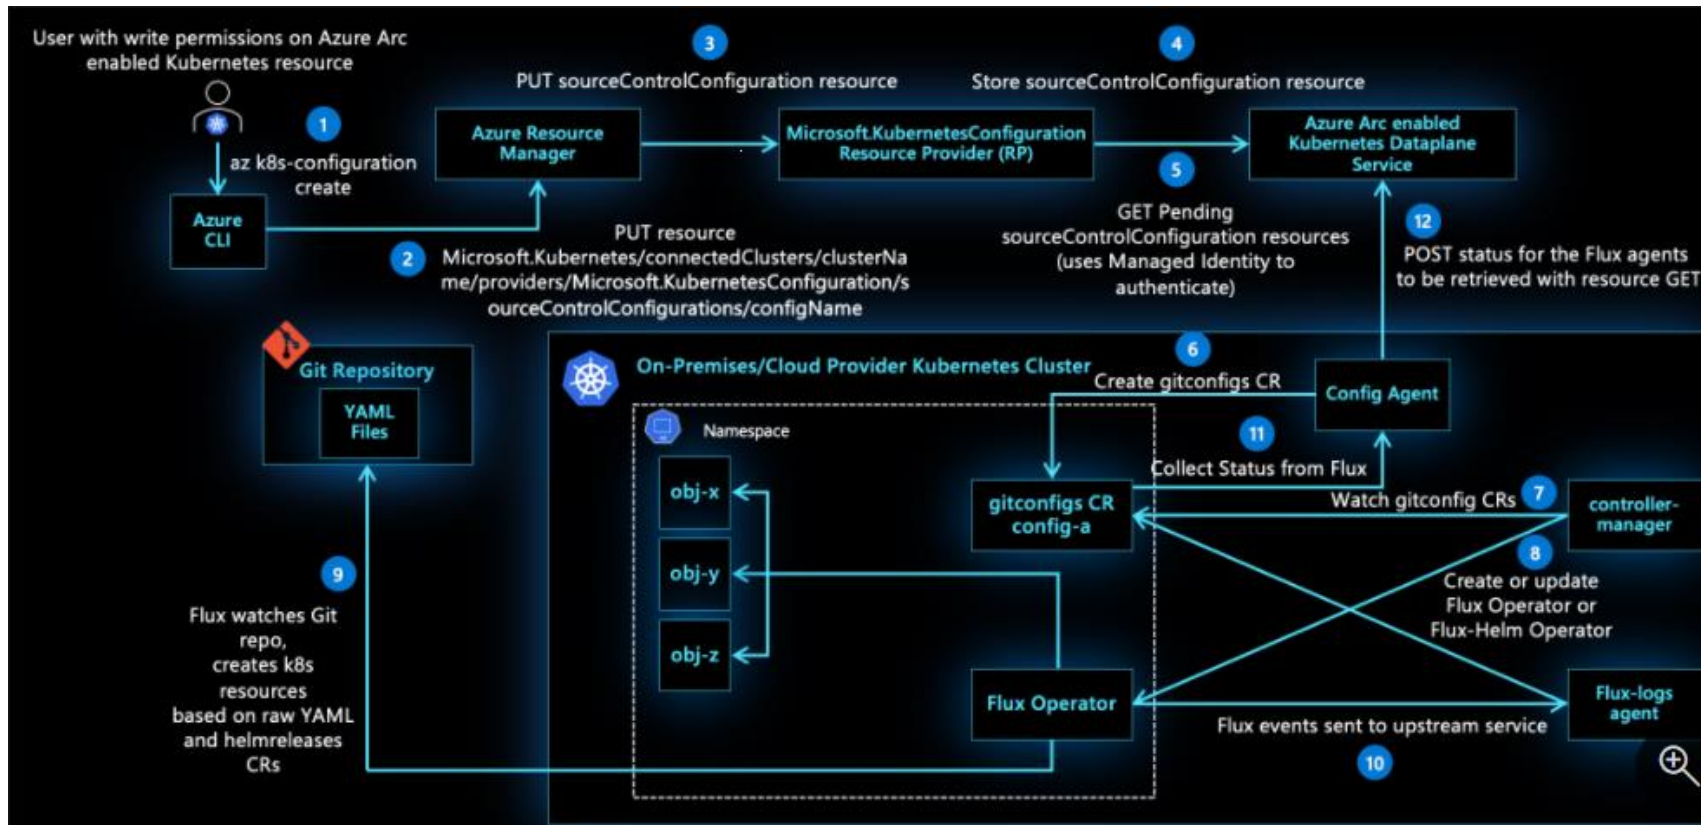 User with write permissions on Azure Arc
enabled Kubernetes resource
1
az k8s-configuration
create
Azure
CLI
2
PUT resource
Microsoft.Kubernetes/connectedClusters/clusterNa
me/providers/Microsoft.KubernetesConfiguration/s
ourceControlConfigurations/configName
Azure Resource
Manager
3
PUT sourceControlConfiguration resource
Microsoft.KubernetesConfiguration
Resource Provider (RP)
4
Store sourceControlConfiguration resource
Azure Arc enabled
Kubernetes Dataplane
Service
5
GET Pending
sourceControlConfiguration resources
(uses Managed Identity to
authenticate)
12
POST status for the Flux agents
to be retrieved with resource GET
Git Repository
YAML
Files
On-Premises/Cloud Provider Kubernetes Cluster
6
Create gitconfigs CR
Config Agent
Namespace
11
Collect Status from Flux
obj-x
obj-y
obj-z
gitconfigs CR
config-a
Watch gitconfig CRs
7
controller-
manager
8
Create or update
Flux Operator or
Flux-Helm Operator
9
Flux watches Git
repo,
creates k8s
resources
based on raw YAML
and helmreleases
CRs
Flux Operator
Flux-logs
agent
Flux events sent to upstream service
10